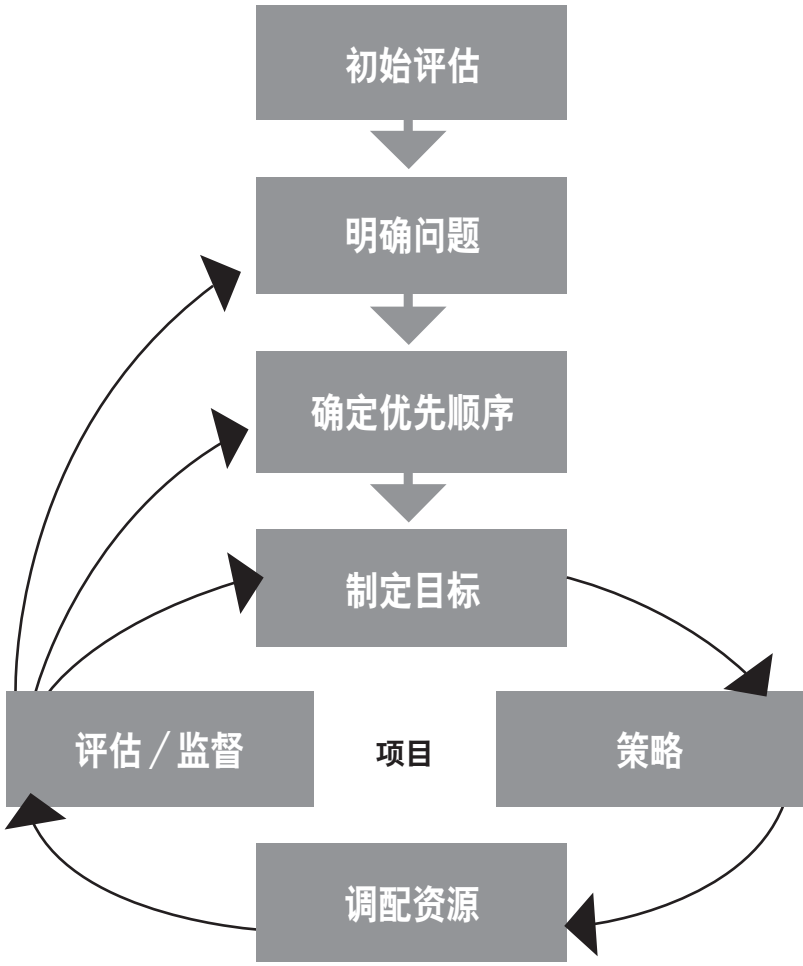 初始评估
明确问题
确定优先顺序
制定目标
评估／监督
项目
策略
调配资源